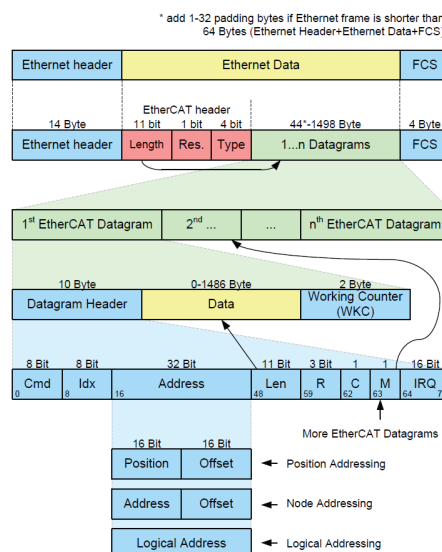 * add 1-32 padding bytes if Ethernet frame is shorter than
64 Bytes (Ethernet Header+Ethernet Data+FCS)
Ethernet header Ethernet Data FCS
EtherCAT header
14 Byte 11 bit 1 bit 4 bit 44*-1498 Byte 4 Byte
Ethernet header Length Res. Type 1...n Datagrams FCS
1st EtherCAT Datagram 2nd ... ... nth EtherCAT Datagram
10 Byte 0-1486 Byte 2 Byte
Datagram Header Data Working Counter
(WKC)
8 Bit 8 Bit 32 Bit 11 Bit 3 Bit 1 1 16 Bit
Cmd Idx Address Len R C M IRQ
0 8 16 48 59 62 63 64 7
More EtherCAT Datagrams
16 Bit 16 Bit
Position Offset Position Addressing
Address Offset Node Addressing
Logical Address Logical Addressing